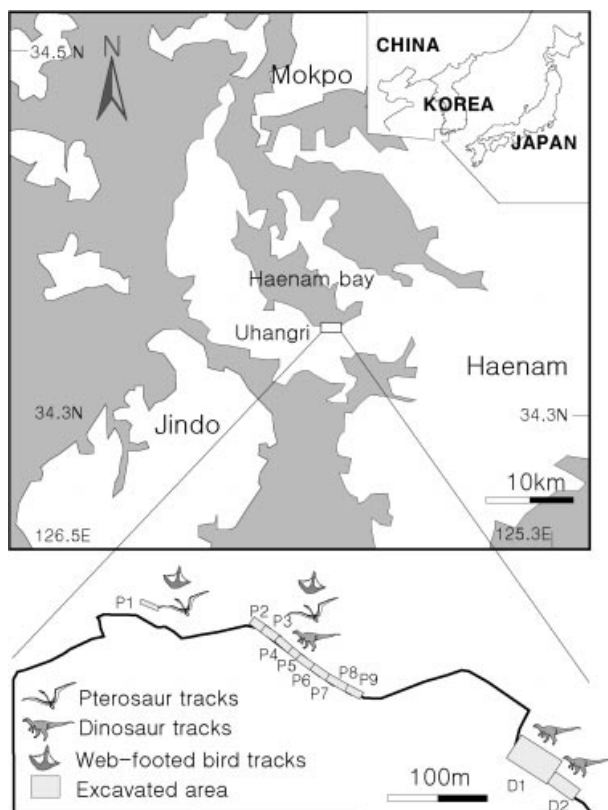 34.5 N
N
Mokpo
CHINA
KOREA
JAPAN
Haenam bay
Uhangri
Haenam
34.3 N
Jindo
34.3N
10km
126.5E
125.3E
P1
P2 P3
P4
P5
P6
P7
P8
P9
Pterosaur tracks
Dinosaur tracks
Web-footed bird tracks
Excavated area
100m
D1
D2